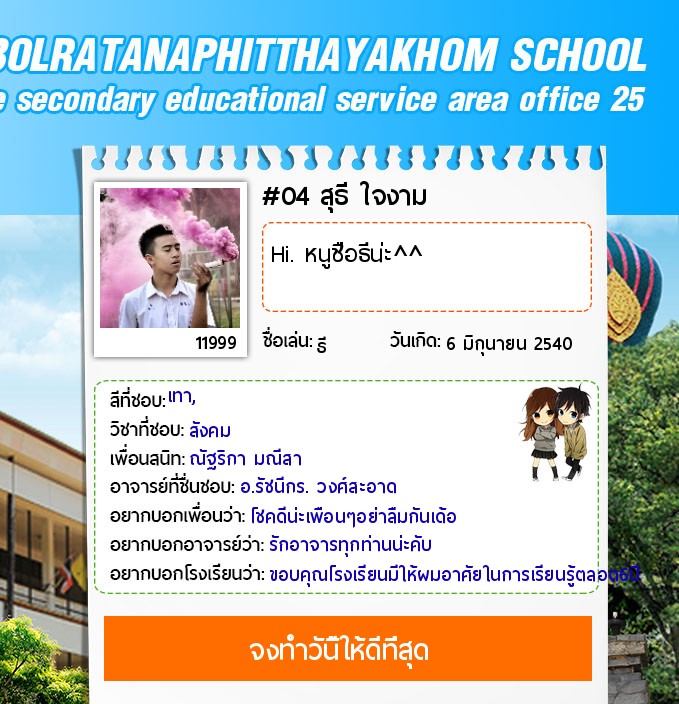 BOLRATANAPHITTHAYAKHOM SCHOOL
e secondary educational service area office 25
#04 สุธี ใจงาม
Hi. หนูชื่อธีน่ะ^^
11999
ชื่อเล่น: ธี
วันเกิด: 6 มิถุนายน 2540
สีที่ชอบ: เทา,
วิชาที่ชอบ: สังคม
เพื่อนสนิท: ณัฐริกา มณีสา
อาจารย์ที่ชื่นชอบ: อ.รัชนีกร. วงศ์สะอาด
อยากบอกเพื่อนว่า: โชคดีน่ะเพือนๆอย่าลืมกันเด้อ
อยากบอกอาจารย์ว่า: รักอาจารทุกท่านน่ะคับ
อยากบอกโรงเรียนว่า: ขอบคุณโรงเรียนมีให้ผมอาศัยในการเรียนรู้ตลอด6ปี
จงทำวันนี้ให้ดีที่สุด